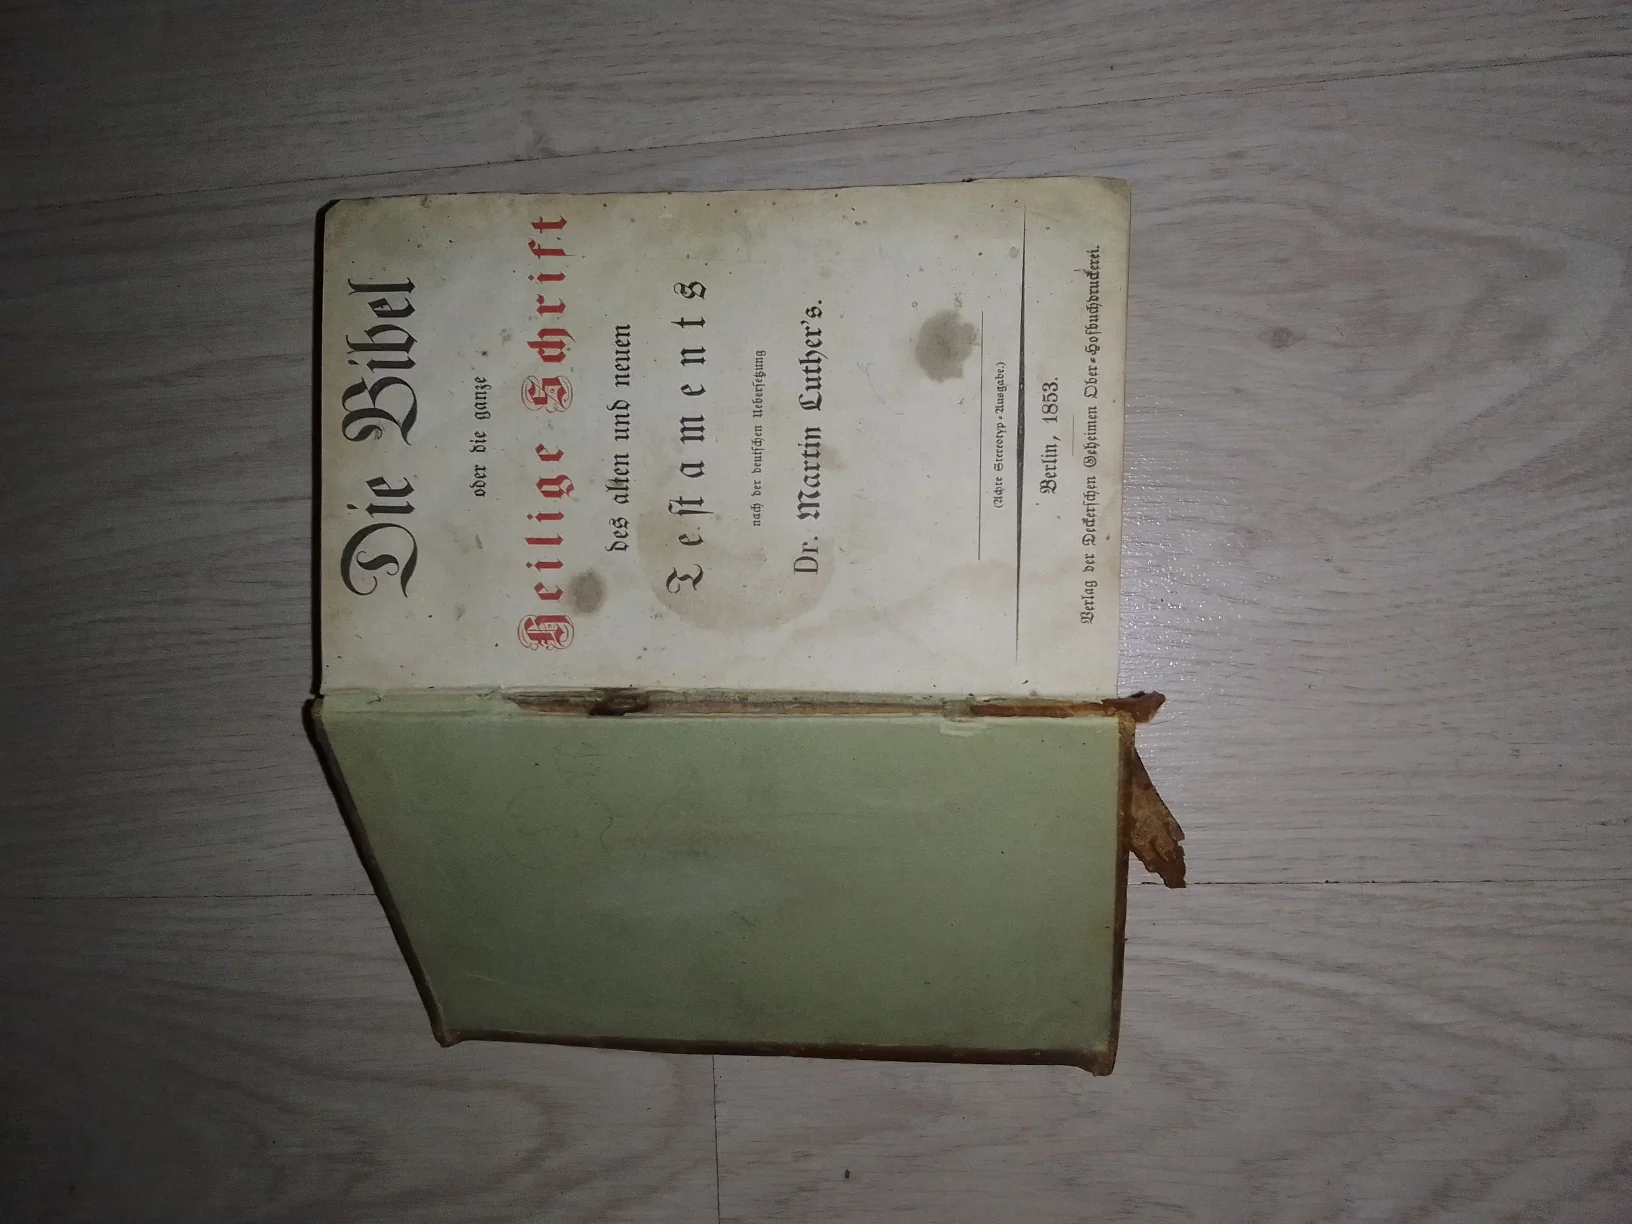 Die Bibel
oder die ganze
Heilige Schrift
des alten und neuen
Testaments
nach der deutschen Uebersetzung
Dr. Martin Luther's.
(Achte Stereotyp-Ausgabe.)
Berlin, 1853.
Verlag der Deckerschen Geheimen Ober-Hofbuchdruckerei.